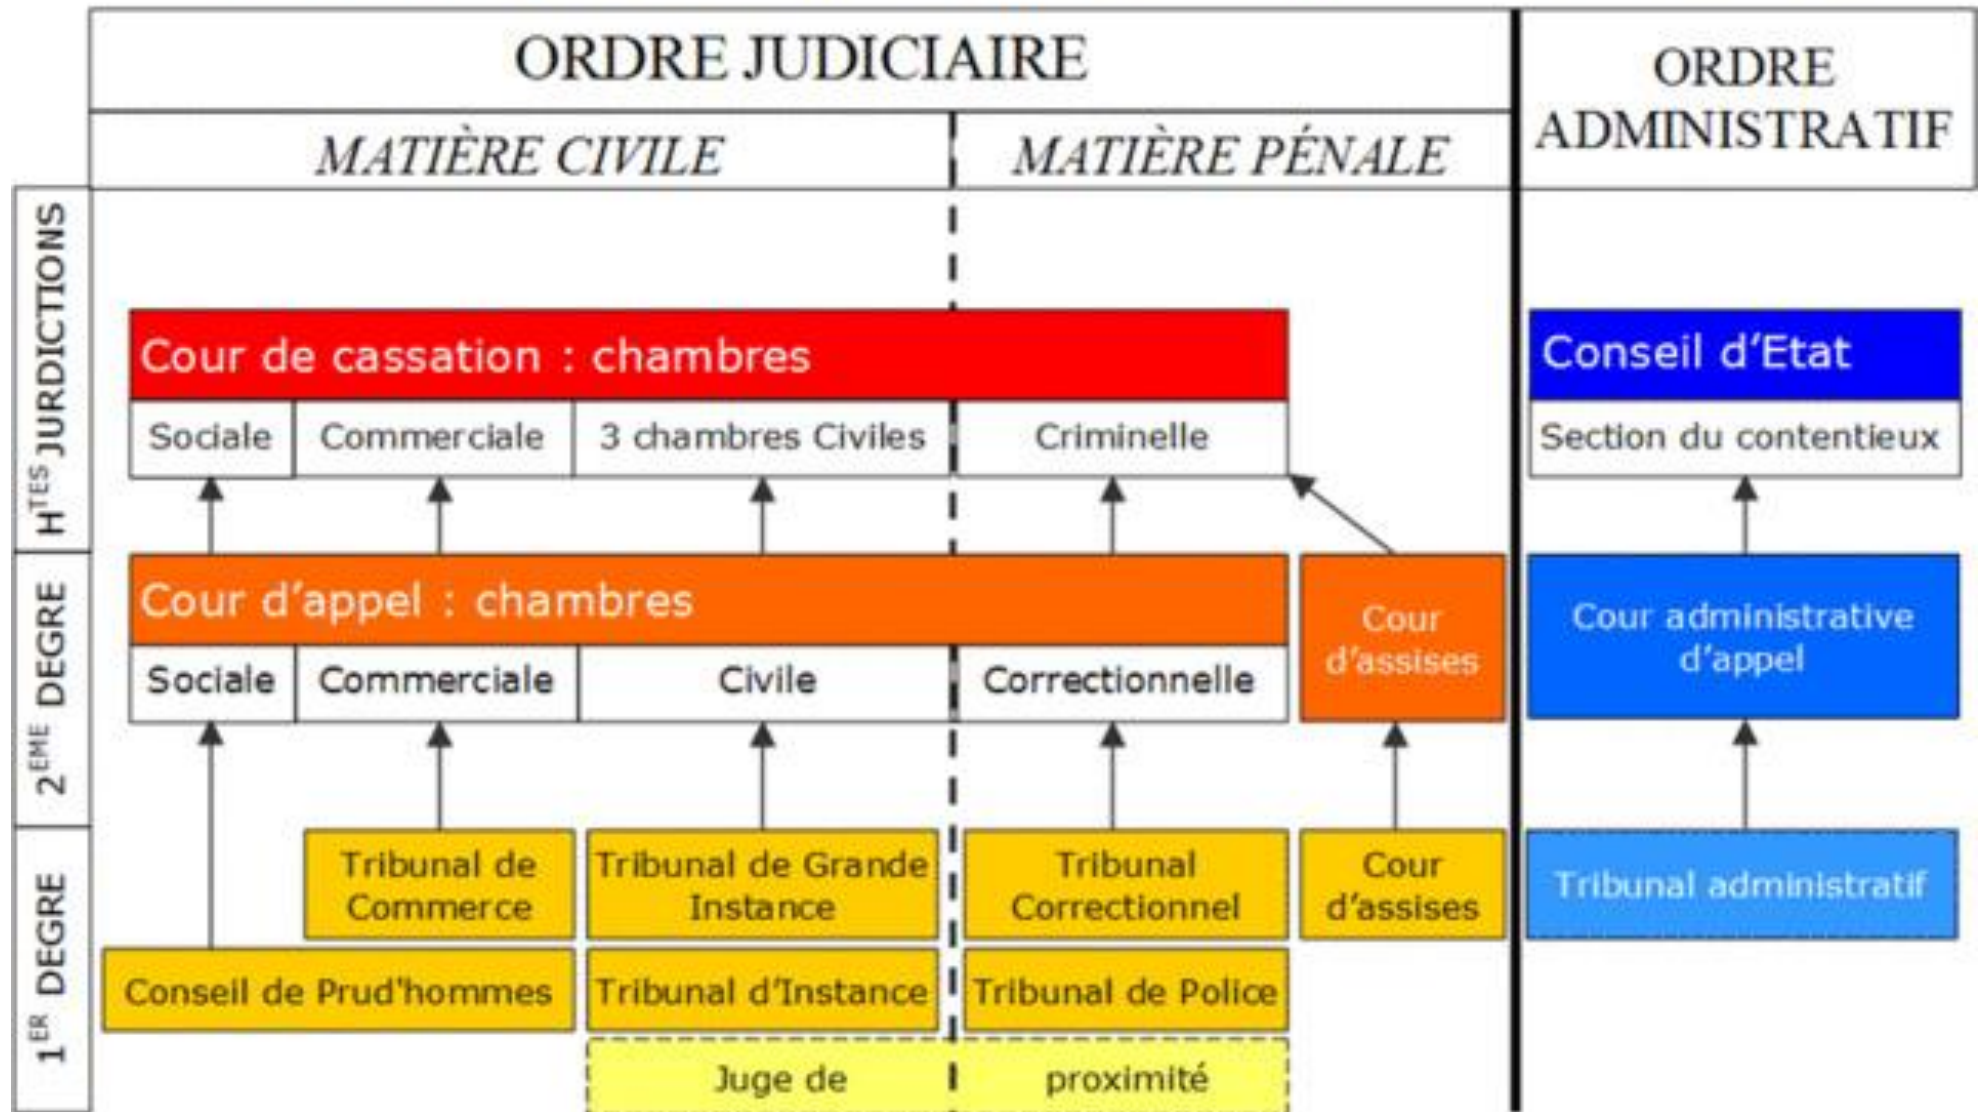 ORDRE JUDICIAIRE
ORDRE
ADMINISTRATIF
MATIÈRE CIVILE
MATIÈRE PÉNALE
HTES JURDICTIONS
Cour de cassation : chambres
Sociale
Commerciale
3 chambres Civiles
Criminelle
Conseil d'Etat
Section du contentieux
2EME DEGRE
Cour d'appel : chambres
Sociale
Commerciale
Civile
Correctionnelle
Cour
d'assises
Cour administrative
d'appel
1ER DEGRE
Tribunal de
Commerce
Tribunal de Grande
Instance
Tribunal
Correctionnel
Cour
d'assises
Tribunal administratif
Conseil de Prud'hommes
Tribunal d'Instance
Tribunal de Police
Juge de proximité